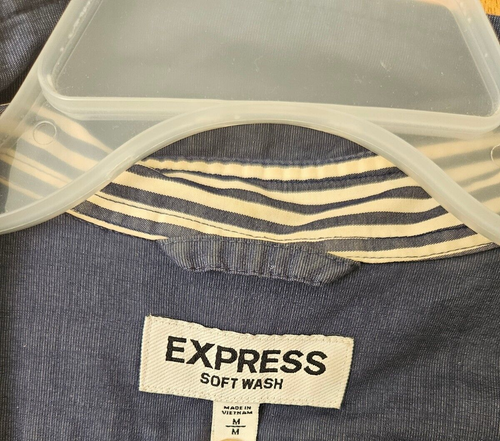 EXPRESS
SOFT WASH
MADE IN
VIETNAM
M
M